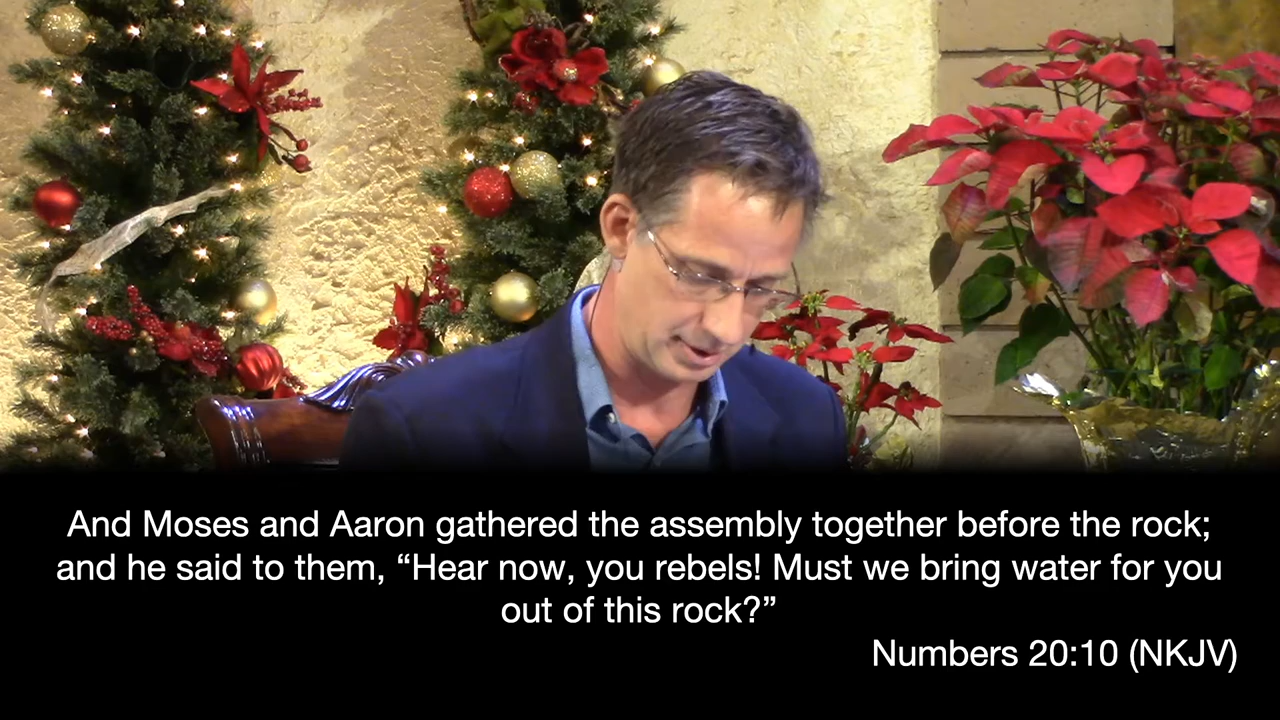 And Moses and Aaron gathered the assembly together before the rock;
and he said to them, “Hear now, you rebels! Must we bring water for you
out of this rock?”
Numbers 20:10 (NKJV)